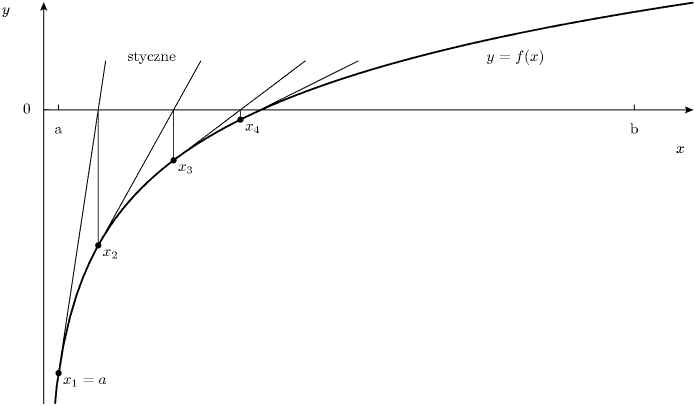 y
styczne
y = f(x)
0
a
x₄
b
x
x₃
x₂
x₁ = a